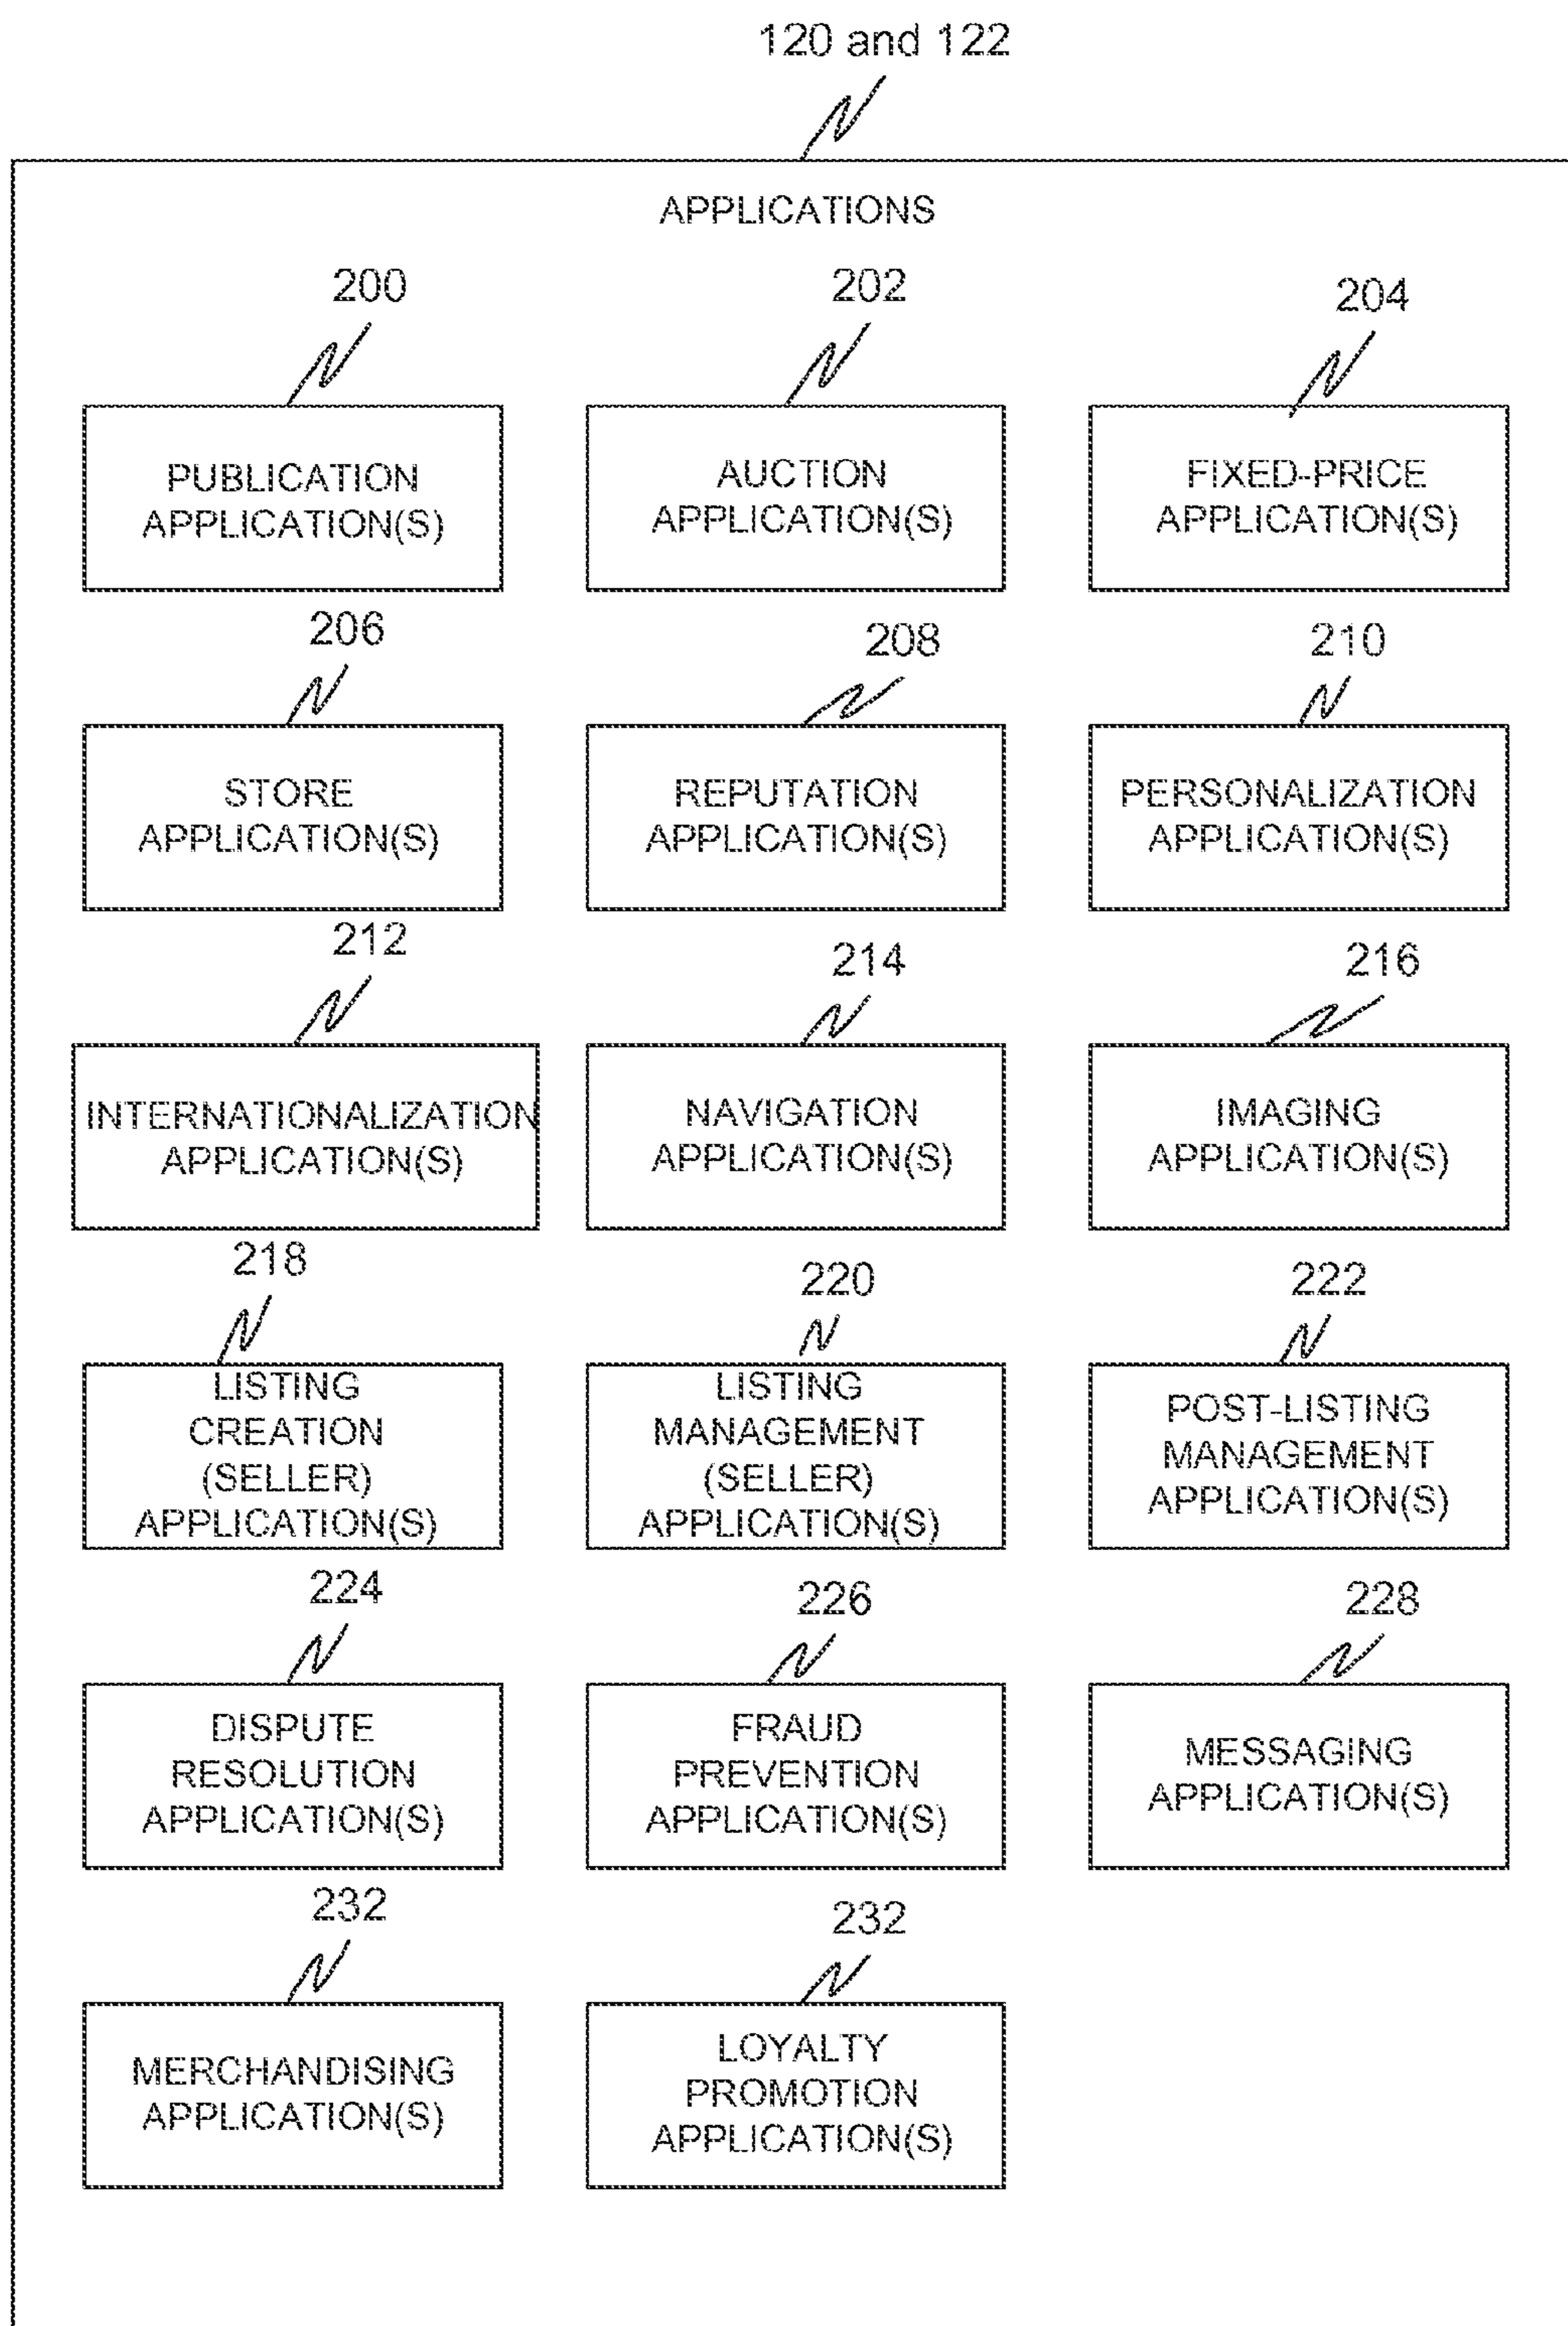 120 and 122
APPLICATIONS
200
202
204
PUBLICATION
APPLICATION(S)
AUCTION
APPLICATION(S)
FIXED-PRICE
APPLICATION(S)
206
208
210
STORE
APPLICATION(S)
REPUTATION
APPLICATION(S)
PERSONALIZATION
APPLICATION(S)
212
214
216
INTERNATIONALIZATION
APPLICATION(S)
NAVIGATION
APPLICATION(S)
IMAGING
APPLICATION(S)
218
220
222
LISTING
CREATION
(SELLER)
APPLICATION(S)
LISTING
MANAGEMENT
(SELLER)
APPLICATION(S)
POST-LISTING
MANAGEMENT
APPLICATION(S)
224
226
228
DISPUTE
RESOLUTION
APPLICATION(S)
FRAUD
PREVENTION
APPLICATION(S)
MESSAGING
APPLICATION(S)
232
232
MERCHANDISING
APPLICATION(S)
LOYALTY
PROMOTION
APPLICATION(S)